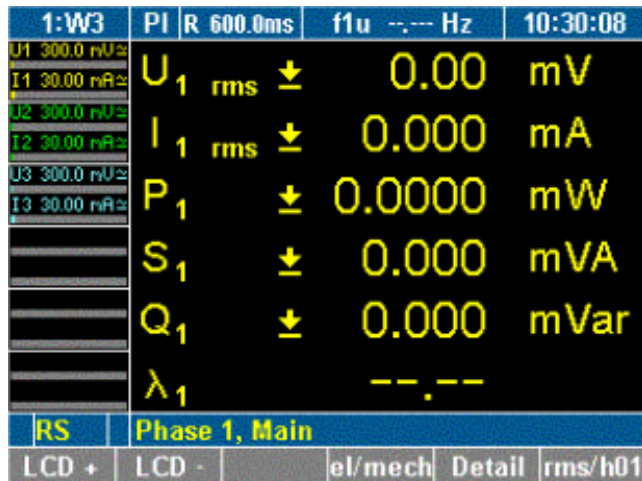 1:W3 PI R 600.0ms f1u --.--- Hz 10:30:08
U1 300.0 mV≃
I1 30.00 mA≃
U2 300.0 mV≃
I2 30.00 mA≃
U3 300.0 mV≃
I3 30.00 mA≃
U1 rms 0.00 mV
I1 rms 0.000 mA
P1 0.0000 mW
S1 0.000 mVA
Q1 0.000 mVar
λ1 --.--
RS Phase 1, Main
LCD + LCD - el/mech Detail rms/h01